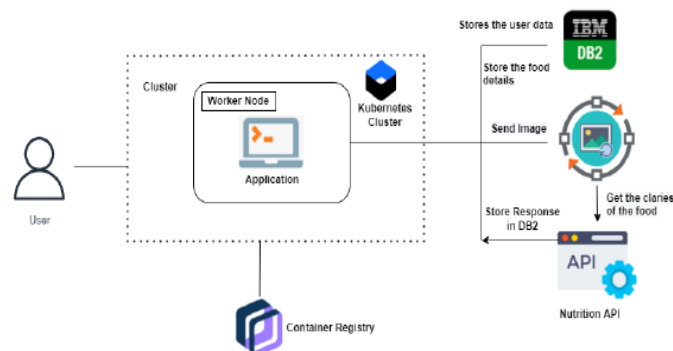 Stores the user data
IBM
DB2
Store the food
details
Cluster
Worker Node
Kubernetes
Cluster
Application
Send Image
User
Get the claries
of the food
Store Response
in DB2
API
Nutrition API
Container Registry